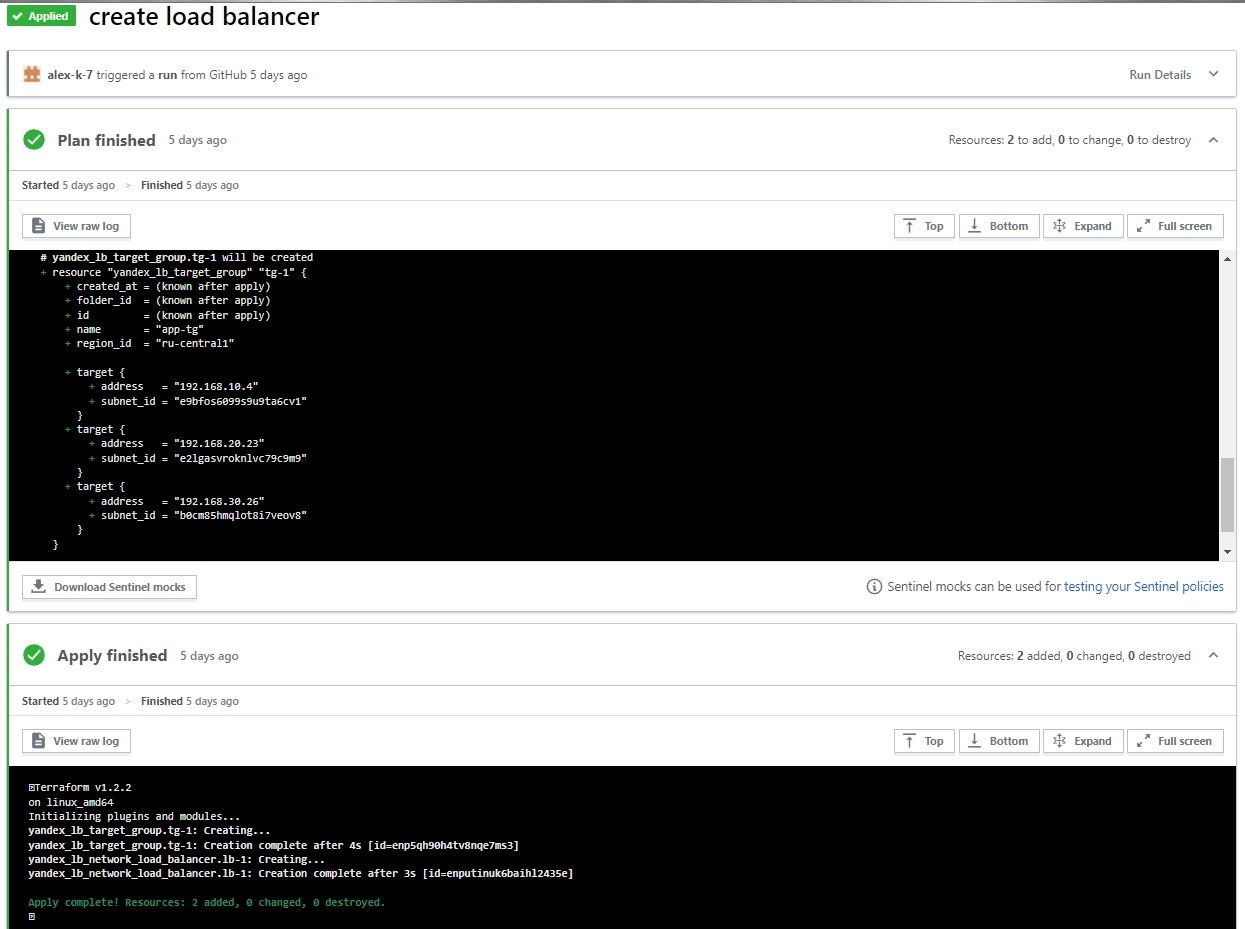 Applied create load balancer
alex-k-7 triggered a run from GitHub 5 days ago Run Details
Plan finished 5 days ago Resources: 2 to add, 0 to change, 0 to destroy
Started 5 days ago > Finished 5 days ago
View raw log Top Bottom Expand Full screen
# yandex_lb_target_group.tg-1 will be created
+ resource "yandex_lb_target_group" "tg-1" {
+ created_at = (known after apply)
+ folder_id = (known after apply)
+ id = (known after apply)
+ name = "app-tg"
+ region_id = "ru-central1"
+ target {
+ address = "192.168.10.4"
+ subnet_id = "e9bfos6099s9u9ta6cv1"
}
+ target {
+ address = "192.168.20.23"
+ subnet_id = "e2lgasvroknlvc79c9m9"
}
+ target {
+ address = "192.168.30.26"
+ subnet_id = "b0cm85hmqlot8i7veov8"
}
}
Download Sentinel mocks Sentinel mocks can be used for testing your Sentinel policies
Apply finished 5 days ago Resources: 2 added, 0 changed, 0 destroyed
Started 5 days ago > Finished 5 days ago
View raw log Top Bottom Expand Full screen
Terraform v1.2.2
on linux_amd64
Initializing plugins and modules...
yandex_lb_target_group.tg-1: Creating...
yandex_lb_target_group.tg-1: Creation complete after 4s [id=enp5qh90h4tv8nqe7ms3]
yandex_lb_network_load_balancer.lb-1: Creating...
yandex_lb_network_load_balancer.lb-1: Creation complete after 3s [id=enputinuk6baihl2435e]
Apply complete! Resources: 2 added, 0 changed, 0 destroyed.